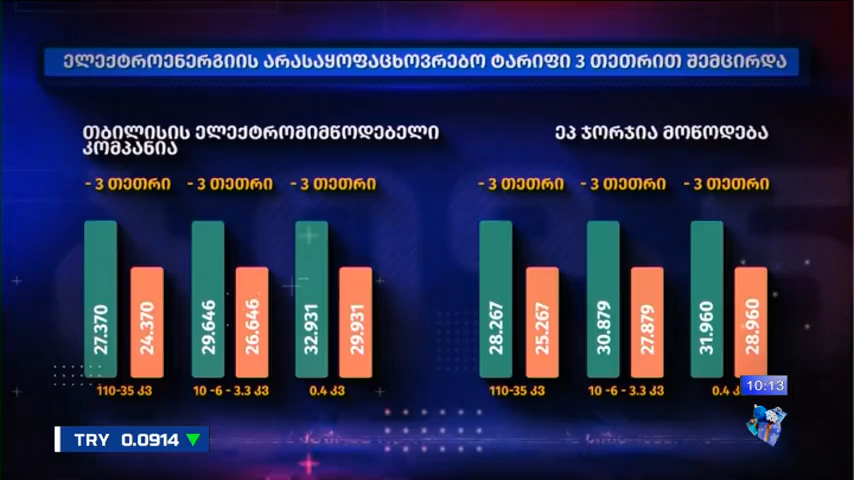 ელექტროენერგიის არასაყოფაცხოვრებო ტარიფი 3 თეთრით შემცირდა
თბილისის ელექტრომიმწოდებელი
კომპანია
- 3 თეთრი
- 3 თეთრი
- 3 თეთრი
27.370
24.370
29.646
26.646
32.931
29.931
110-35 კვ
10 -6 - 3.3 კვ
0.4 კვ
ეპ ჯორჯია მოწოდება
- 3 თეთრი
- 3 თეთრი
- 3 თეთრი
28.267
25.267
30.879
27.879
31.960
28.960
110-35 კვ
10 -6 - 3.3 კვ
0.4 კ
10:13
TRY 0.0914